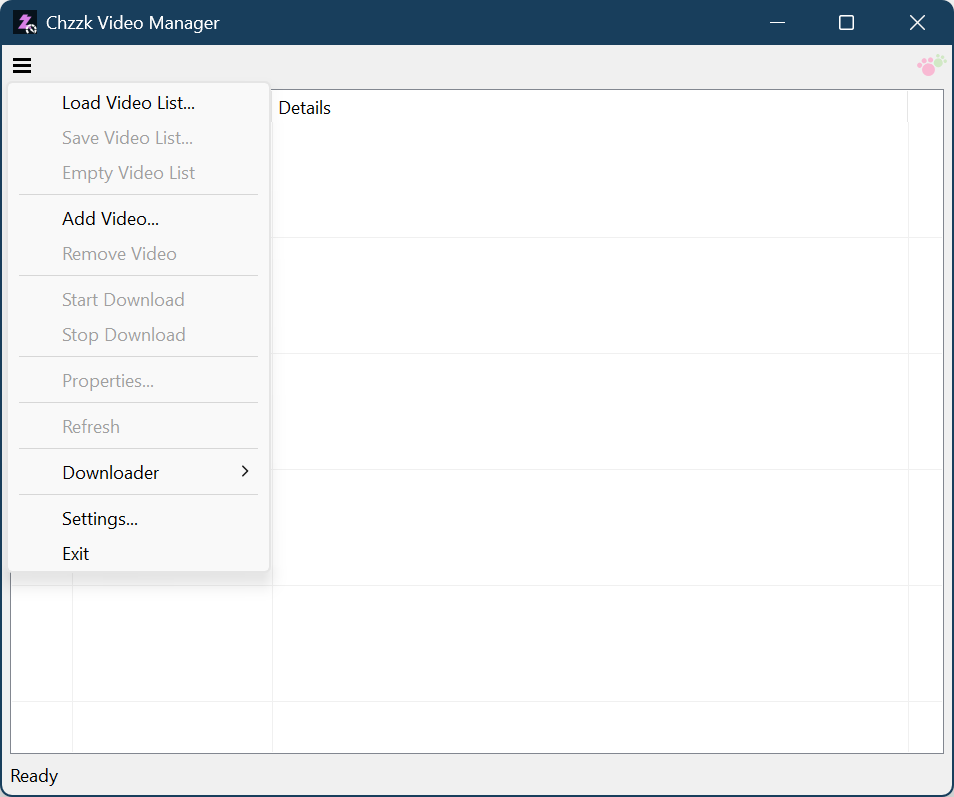 Chzzk Video Manager
Load Video List...
Save Video List...
Empty Video List
Add Video...
Remove Video
Start Download
Stop Download
Properties...
Refresh
Downloader
Settings...
Exit
Details
Ready